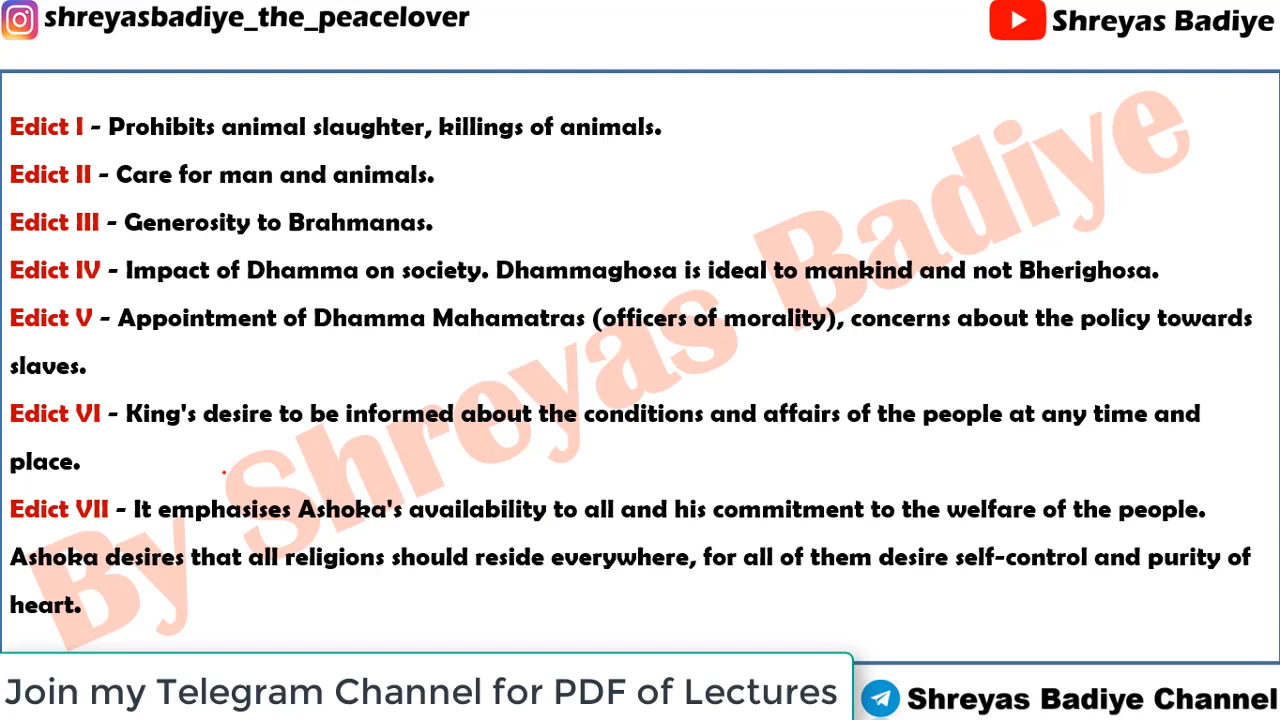 shreyasbadiye_the_peacelover
Shreyas Badiye
Edict I - Prohibits animal slaughter, killings of animals.
Edict II - Care for man and animals.
Edict III - Generosity to Brahmanas.
Edict IV - Impact of Dhamma on society. Dhammaghosa is ideal to mankind and not Bherighosa.
Edict V - Appointment of Dhamma Mahamatras (officers of morality), concerns about the policy towards
slaves.
Edict VI - King's desire to be informed about the conditions and affairs of the people at any time and
place.
Edict VII - It emphasises Ashoka's availability to all and his commitment to the welfare of the people.
Ashoka desires that all religions should reside everywhere, for all of them desire self-control and purity of
heart.
By Shreyas Badiye
Join my Telegram Channel for PDF of Lectures
Shreyas Badiye Channel